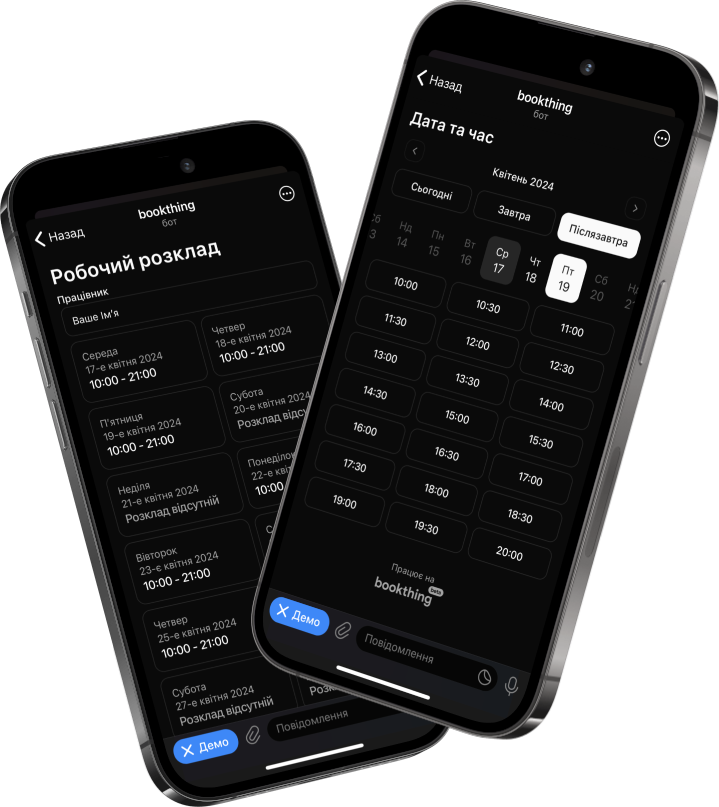 Назад
bookthing
бот
Робочий розклад
Працівник
Ваше Ім'я
Середа
17-е квітня 2024
10:00 - 21:00
Четвер
18-е квітня 2024
10:00 - 21:00
П'ятниця
19-е квітня 2024
10:00 - 21:00
Субота
20-е квітня 2024
Розклад відсу
Неділя
21-е квітня 2024
Розклад відсутній
Понеділок
22-е кві
10:00
Вівторок
23-є квітня 2024
10:00 - 21:00
Четвер
25-е квітня 2024
10:00 - 21:00
Субота
27-е квітня 2024
Розклад відсутній
Розк
Демо
Повідомлення
Назад
bookthing
бот
Дата та час
Квітень 2024
Сьогодні Завтра Післязавтра
Сб Нд Пн Вт Ср Чт Пт Сб Нд
3 14 15 16 17 18 19 20 21
10:00 10:30 11:00
11:30 12:00 12:30
13:00 13:30 14:00
14:30 15:00 15:30
16:00 16:30 17:00
17:30 18:00 18:30
19:00 19:30 20:00
Працює на
bookthing beta
Демо
Повідомлення